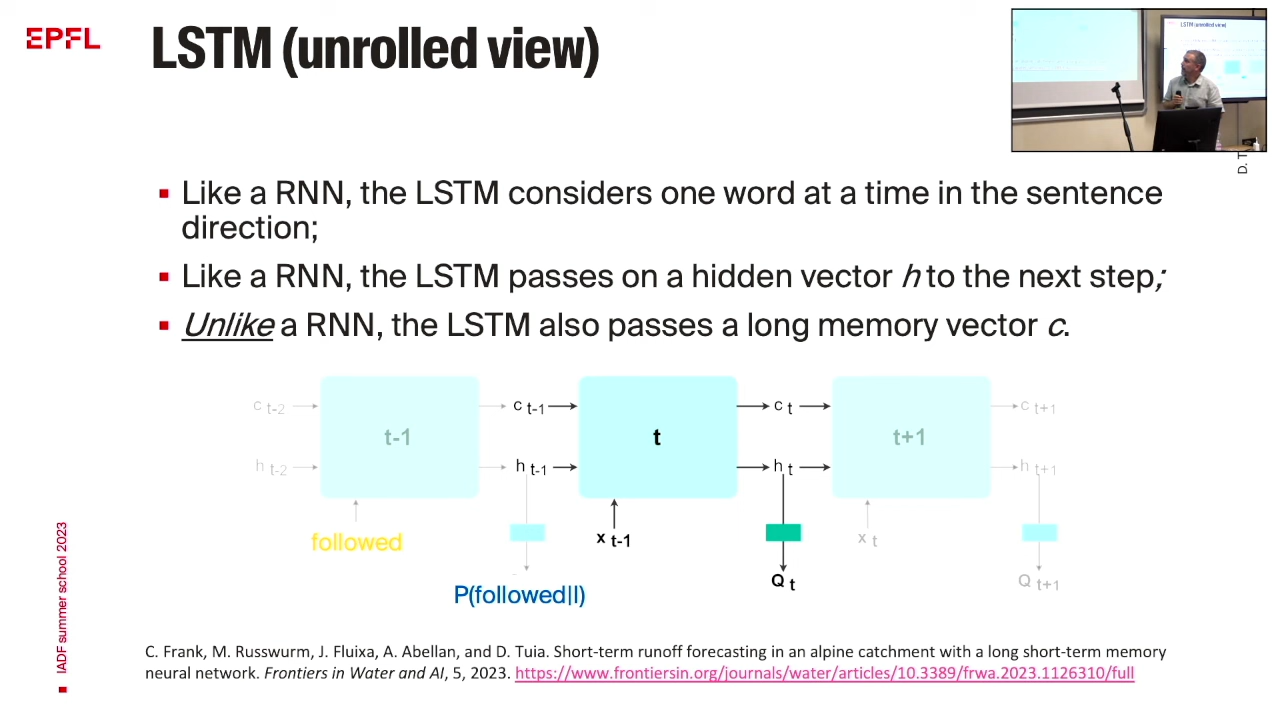 EPFL
LSTM (unrolled view)
LSTM (unrolled view)
D. T
Like a RNN, the LSTM considers one word at a time in the sentence
direction;
Like a RNN, the LSTM passes on a hidden vector h to the next step;
Unlike a RNN, the LSTM also passes a long memory vector c.
c t-2
c t-1
c t
c t+1
t-1
t
t+1
h t-2
h t-1
h t
h t+1
followed
x t-1
x t
P(followed|I)
Q t
Q t+1
IADF summer school 2023
C. Frank, M. Russwurm, J. Fluixa, A. Abellan, and D. Tuia. Short-term runoff forecasting in an alpine catchment with a long short-term memory
neural network. Frontiers in Water and AI, 5, 2023. https://www.frontiersin.org/journals/water/articles/10.3389/frwa.2023.1126310/full